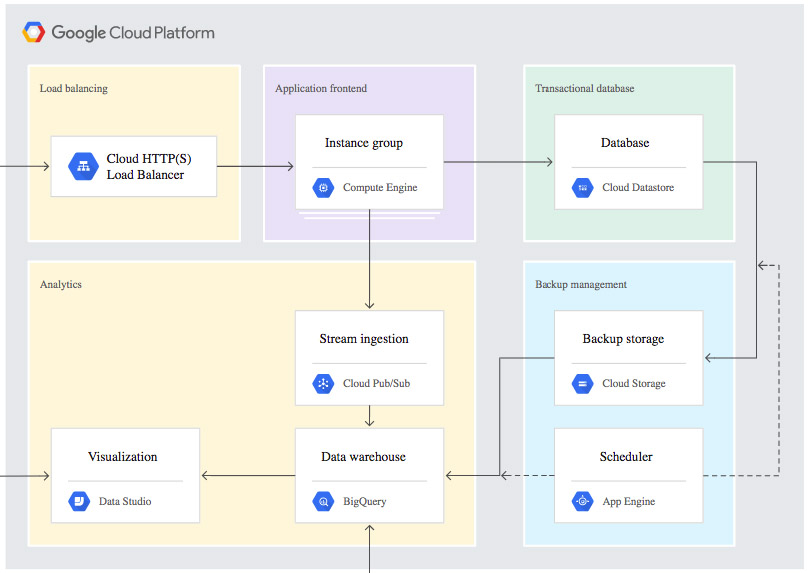 Google Cloud Platform
Load balancing
Cloud HTTP(S)
Load Balancer
Application frontend
Instance group
Compute Engine
Transactional database
Database
Cloud Datastore
Analytics
Stream ingestion
Cloud Pub/Sub
Visualization
Data Studio
Data warehouse
BigQuery
Backup management
Backup storage
Cloud Storage
Scheduler
App Engine